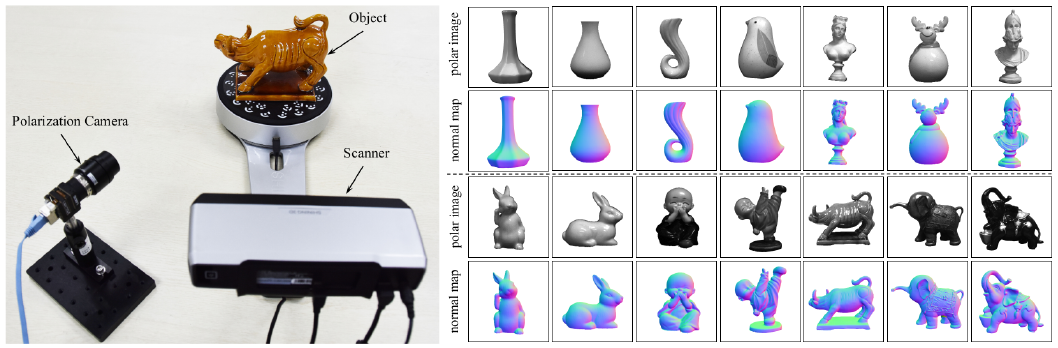 Object
Polarization Camera
Scanner
polar image
normal map
polar image
normal map